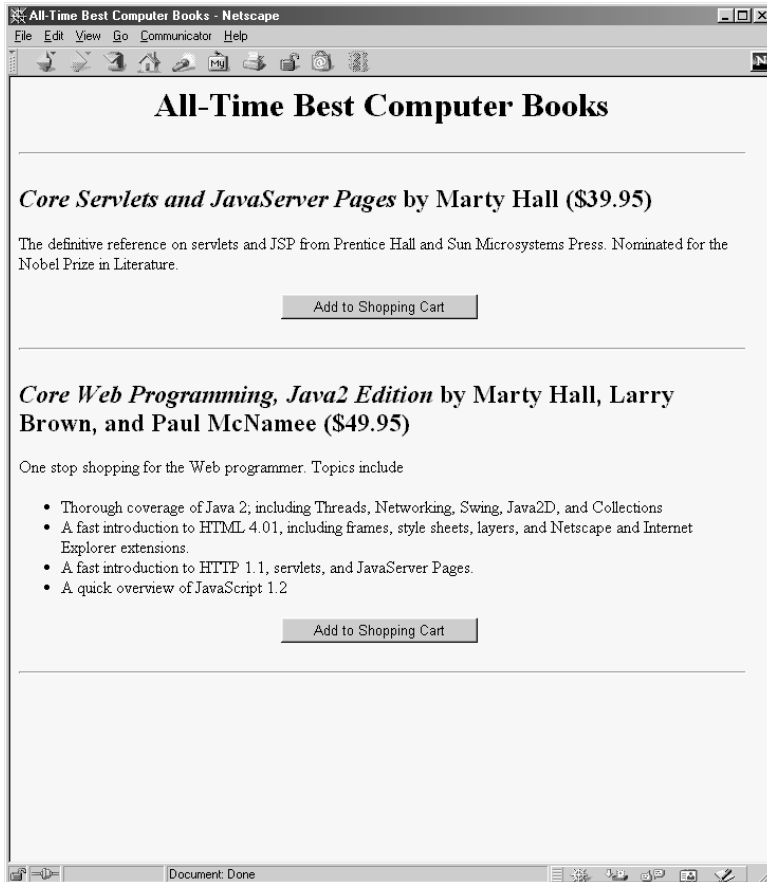 All-Time Best Computer Books - Netscape
File Edit View Go Communicator Help
My
N
All-Time Best Computer Books
Core Servlets and JavaServer Pages by Marty Hall ($39.95)
The definitive reference on servlets and JSP from Prentice Hall and Sun Microsystems Press. Nominated for the
Nobel Prize in Literature.
Add to Shopping Cart
Core Web Programming, Java2 Edition by Marty Hall, Larry
Brown, and Paul McNamee ($49.95)
One stop shopping for the Web programmer. Topics include
• Thorough coverage of Java 2; including Threads, Networking, Swing, Java2D, and Collections
• A fast introduction to HTML 4.01, including frames, style sheets, layers, and Netscape and Internet
Explorer extensions.
• A fast introduction to HTTP 1.1, servlets, and JavaServer Pages.
• A quick overview of JavaScript 1.2
Add to Shopping Cart
Document: Done